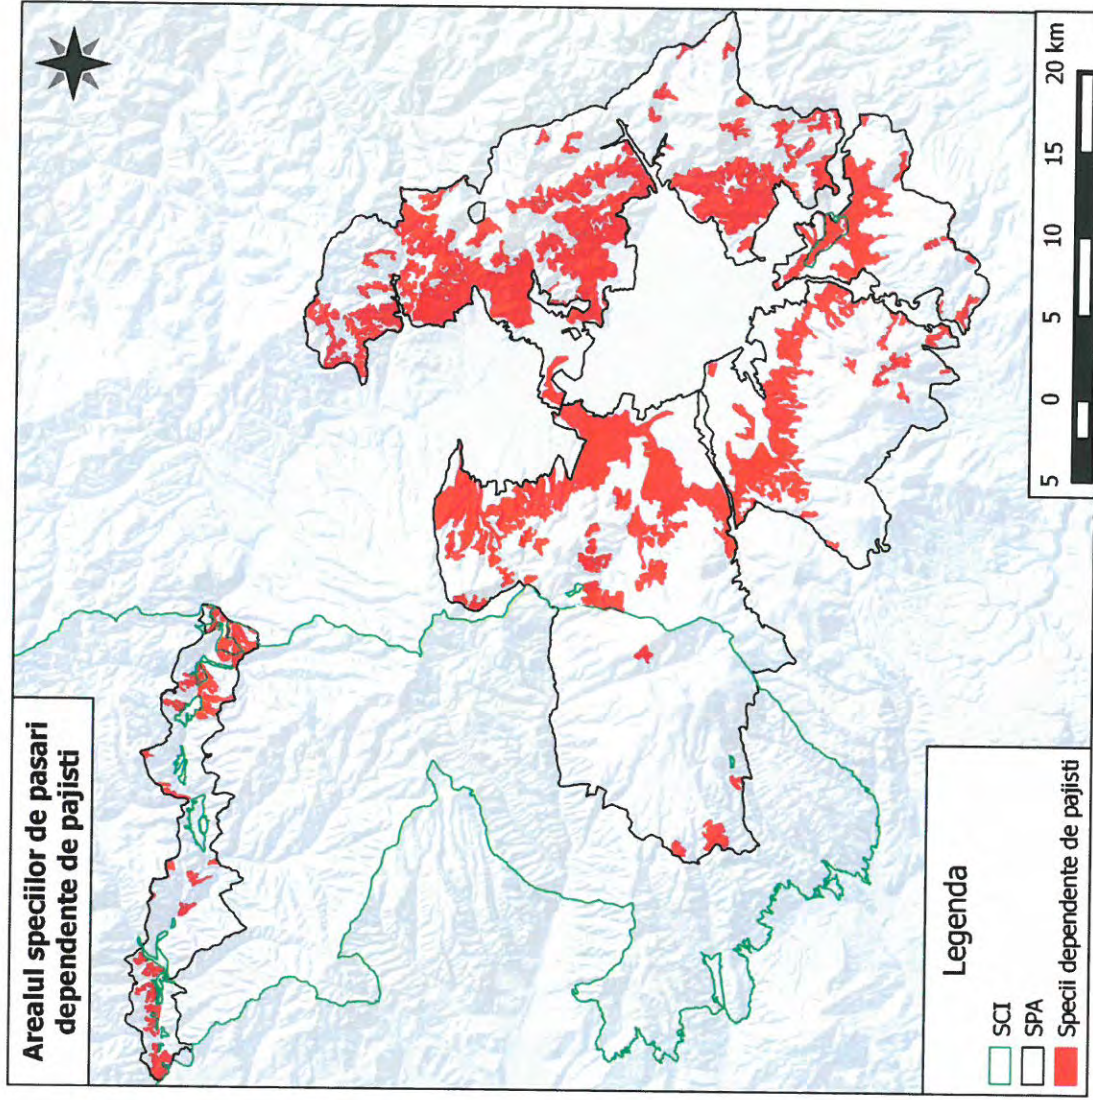 Arealul speciilor de pasari
dependente de pajisti
Legenda
SCI
SPA
Specii dependente de pajisti
5 0 5 10 15 20 km